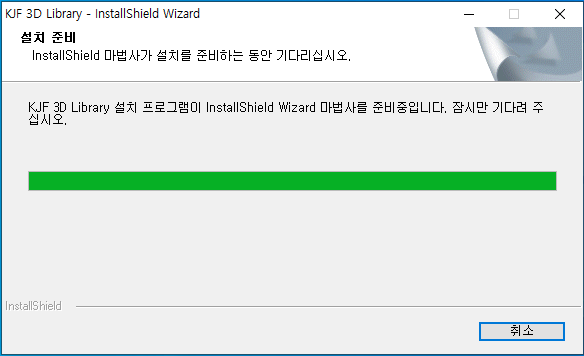 KJF 3D Library - InstallShield Wizard
설치 준비
InstallShield 마법사가 설치를 준비하는 동안 기다리십시오.
KJF 3D Library 설치 프로그램이 InstallShield Wizard 마법사를 준비중입니다. 잠시만 기다려 주
십시오.
InstallShield
취소